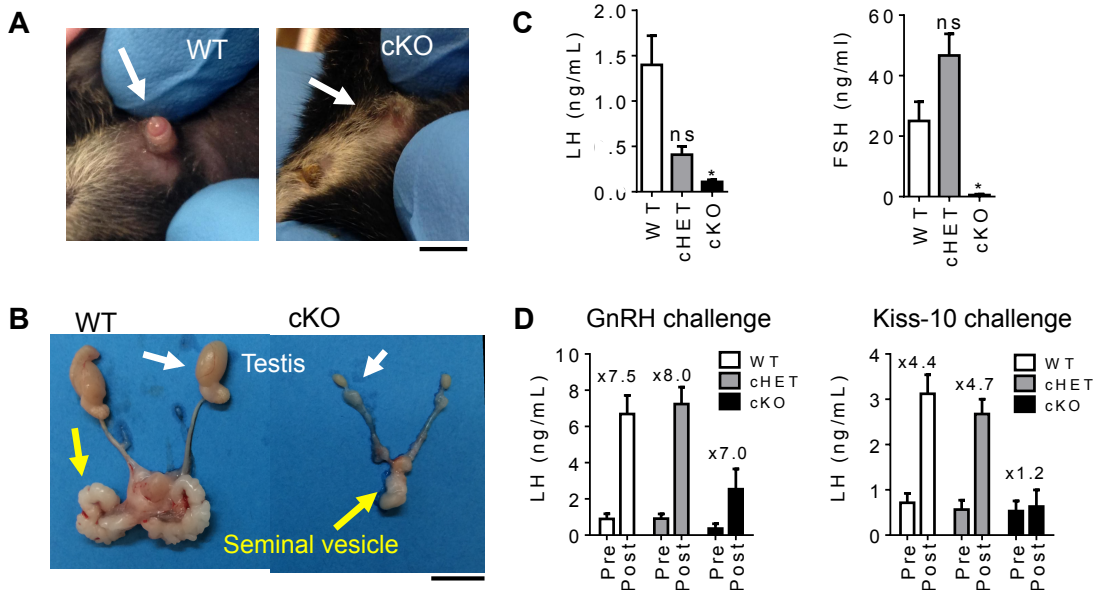 A
WT
cKO
B
WT
cKO
Testis
Seminal vesicle
C
LH (ng/mL)
2.0
1.5
1.0
.5
0.0
ns
*
WT
cHET
cKO
FSH (ng/ml)
60
40
20
0
ns
*
WT
cHET
cKO
D
GnRH challenge
LH (ng/mL)
10
8
6
4
2
0
x7.5
x8.0
x7.0
WT
cHET
cKO
Pre
Post
Pre
Post
Pre
Post
Kiss-10 challenge
LH (ng/mL)
4
3
2
1
0
x4.4
x4.7
x1.2
WT
cHET
cKO
Pre
Post
Pre
Post
Pre
Post